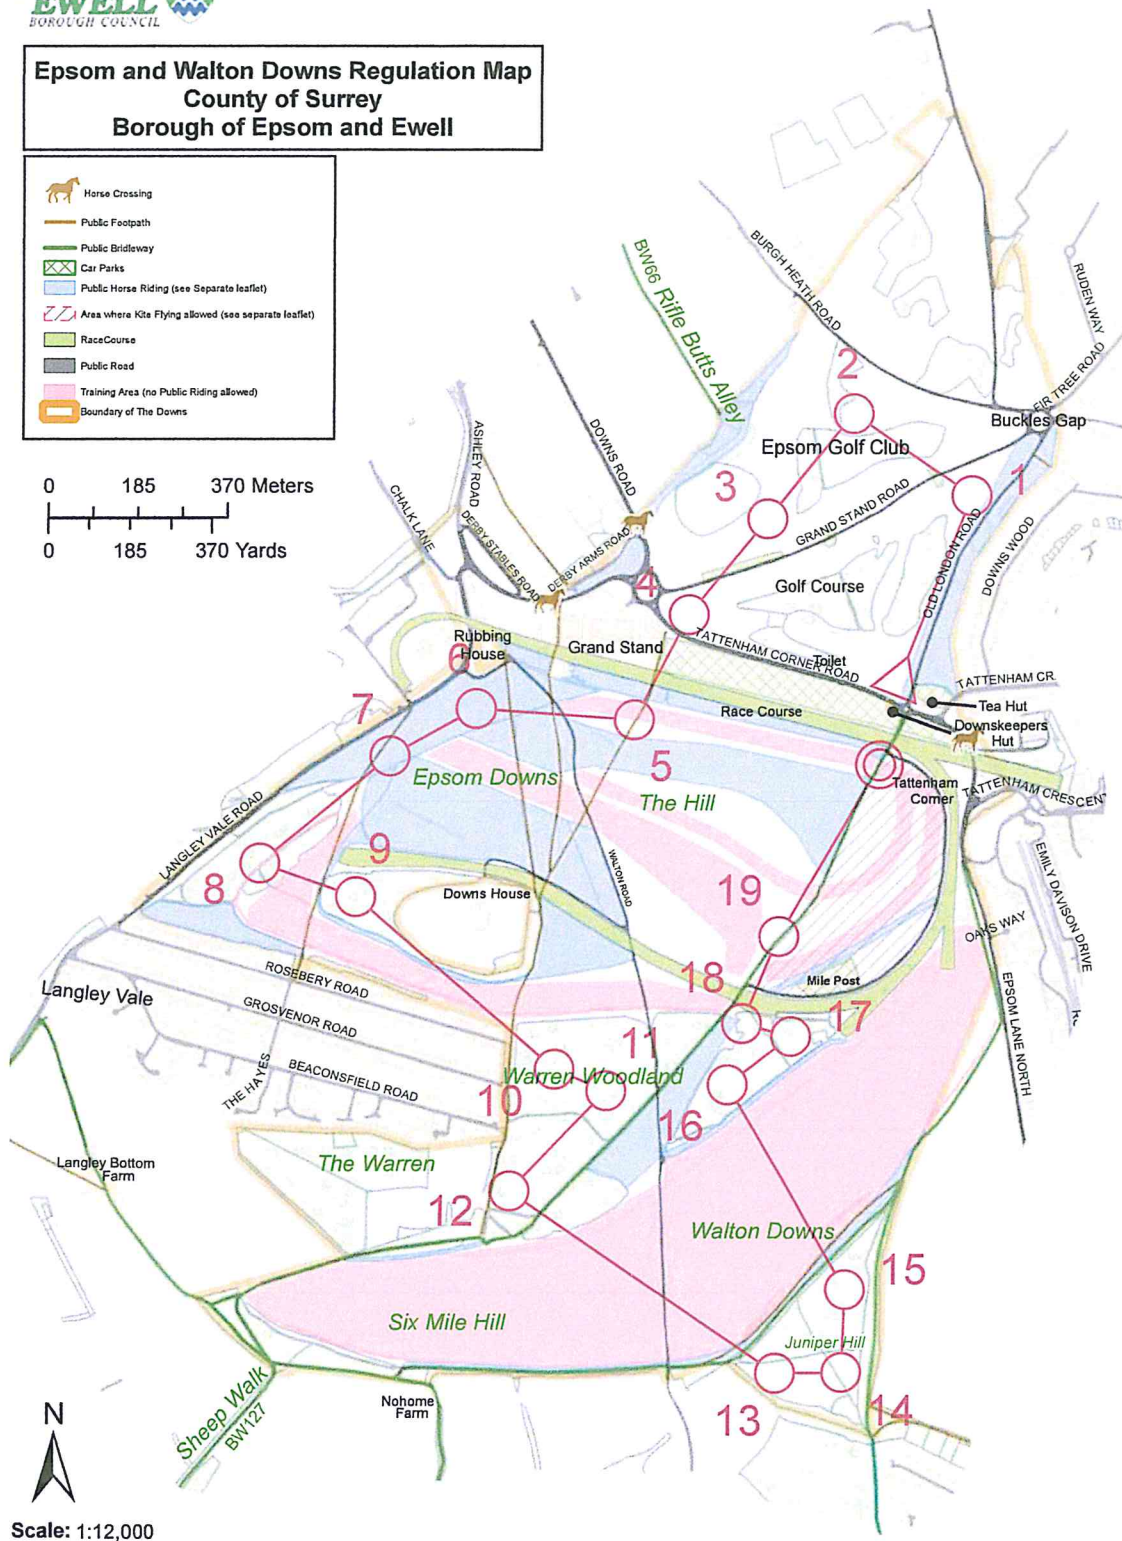 EWELL
BOROUGH COUNCIL
Epsom and Walton Downs Regulation Map
County of Surrey
Borough of Epsom and Ewell
Horse Crossing
Public Footpath
Public Bridleway
Car Parks
Public Horse Riding (see Separate leaflet)
Area where Kite Flying allowed (see separate leaflet)
RaceCourse
Public Road
Training Area (no Public Riding allowed)
Boundary of The Downs
0 185 370 Meters
0 185 370 Yards
BURGH HEATH ROAD
RUDEN WAY
BW66 Rifle Butts Alley
2
FIR TREE ROAD
Buckles Gap
Epsom Golf Club
ASHLEY ROAD
DOWNS ROAD
1
3
CHALK LANE
GRAND STAND ROAD
DERBY STABLES ROAD
DERBY ARMS ROAD
OLD LONDON ROAD
DOWNS WOOD
4
Golf Course
Rubbing
House
6
Grand Stand
TATTENHAM CORNER ROAD
Toilet
TATTENHAM CR.
Tea Hut
7
Race Course
Downskeepers
Hut
5
Epsom Downs
The Hill
Tattenham
Corner
TATTENHAM CRESCENT
LANGLEY VALE ROAD
9
WALTON ROAD
EMILY DAVISON DRIVE
8
Downs House
19
OAKS WAY
ROSEBERY ROAD
18
Mile Post
Langley Vale
GROSVENOR ROAD
17
EPSOM LANE NORTH
11
BEACONSFIELD ROAD
THE HAYES
Warren Woodland
10
16
Langley Bottom
Farm
The Warren
12
Walton Downs
15
Six Mile Hill
Juniper Hill
Sheep Walk
BW127
Nohome
Farm
13
14
N
Scale: 1:12,000